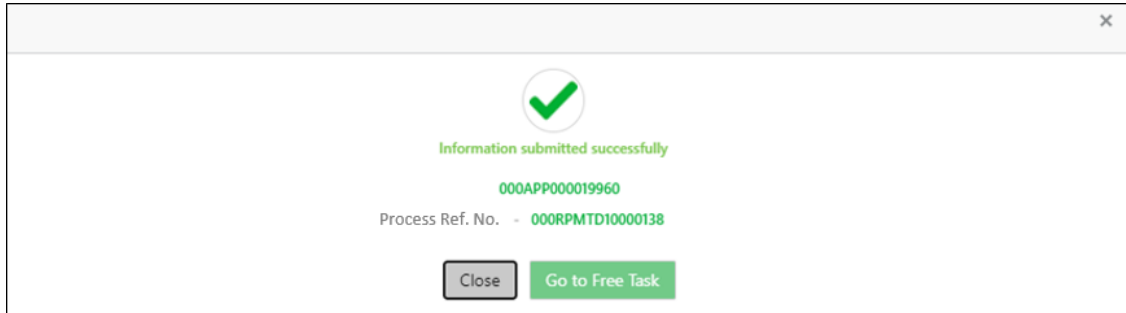 ×
Information submitted successfully
000APP000019960
Process Ref. No. - 000RPMTD10000138
Close Go to Free Task